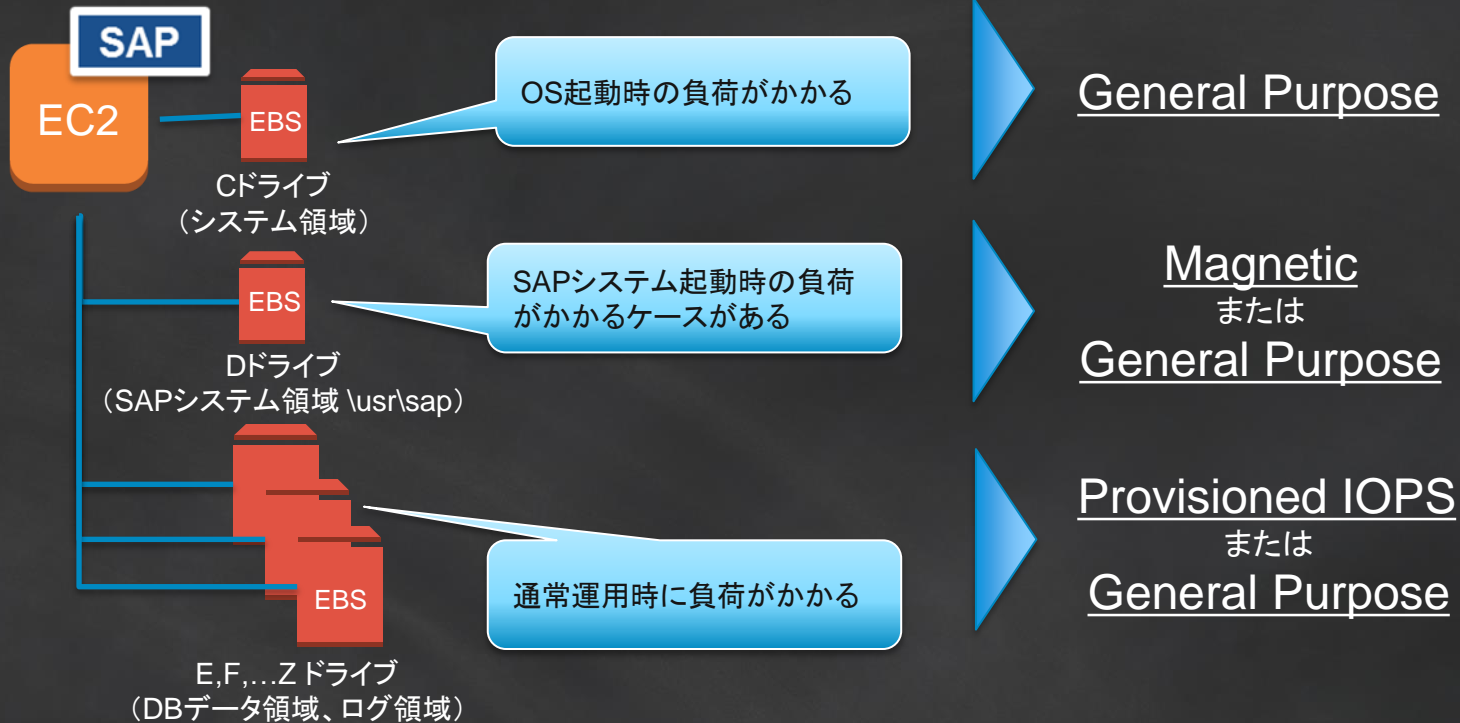 SAP
EC2
EBS
Cドライブ
（システム領域）
OS起動時の負荷がかかる
General Purpose
EBS
Dドライブ
（SAPシステム領域 \usr\sap）
SAPシステム起動時の負荷
がかかるケースがある
Magnetic
または
General Purpose
EBS
E,F,…Z ドライブ
（DBデータ領域、ログ領域）
通常運用時に負荷がかかる
Provisioned IOPS
または
General Purpose